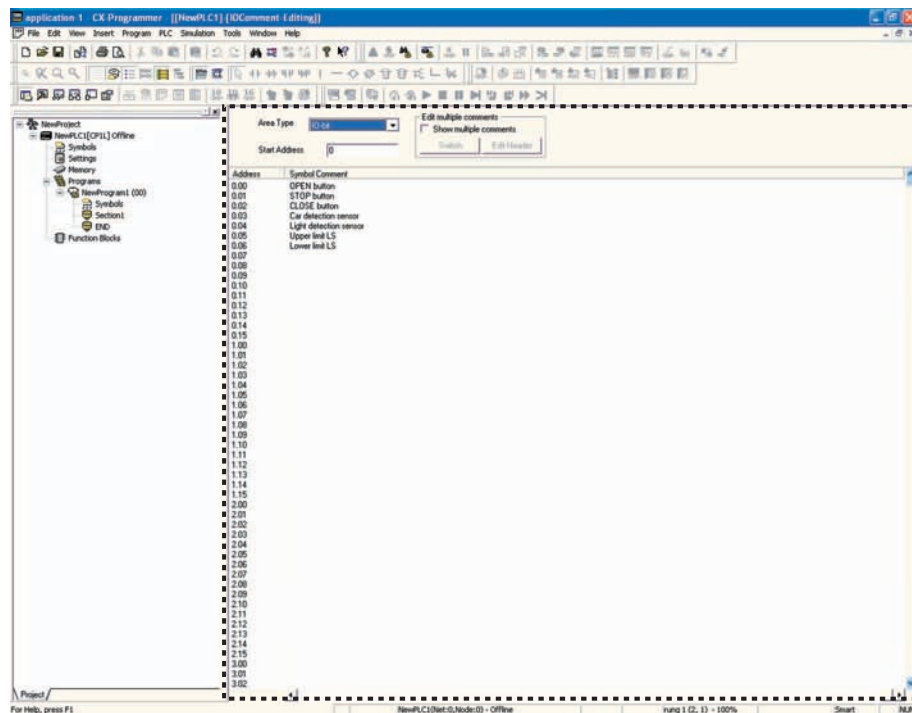 application 1 - CX-Programmer - [[NewPLC1] [IOComment-Editing]]
File Edit View Insert Program PLC Simulation Tools Window Help
NewProject
NewPLC1[CP1L] Offline
Symbols
Settings
Memory
Programs
NewProgram1 (00)
Symbols
Section1
END
Function Blocks
Project
Area Type IO-bit
Start Address 0
Edit multiple comments
Show multiple comments
Switch Edit Header
Address Symbol Comment
0.00 OPEN button
0.01 STOP button
0.02 CLOSE button
0.03 Car detection sensor
0.04 Light detection sensor
0.05 Upper limit LS
0.06 Lower limit LS
0.07
0.08
0.09
0.10
0.11
0.12
0.13
0.14
0.15
1.00
1.01
1.02
1.03
1.04
1.05
1.06
1.07
1.08
1.09
1.10
1.11
1.12
1.13
1.14
1.15
2.00
2.01
2.02
2.03
2.04
2.05
2.06
2.07
2.08
2.09
2.10
2.11
2.12
2.13
2.14
2.15
3.00
3.01
3.02
For Help, press F1 NewPLC1(Net:0,Node:0) - Offline rung 1 (2, 1) - 100% Smart NUM